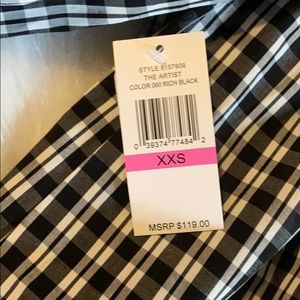 STYLE 8157909
THE ARTIST
COLOR 060 RICH BLACK
0 39374 77484 2
XXS
MSRP $119.00